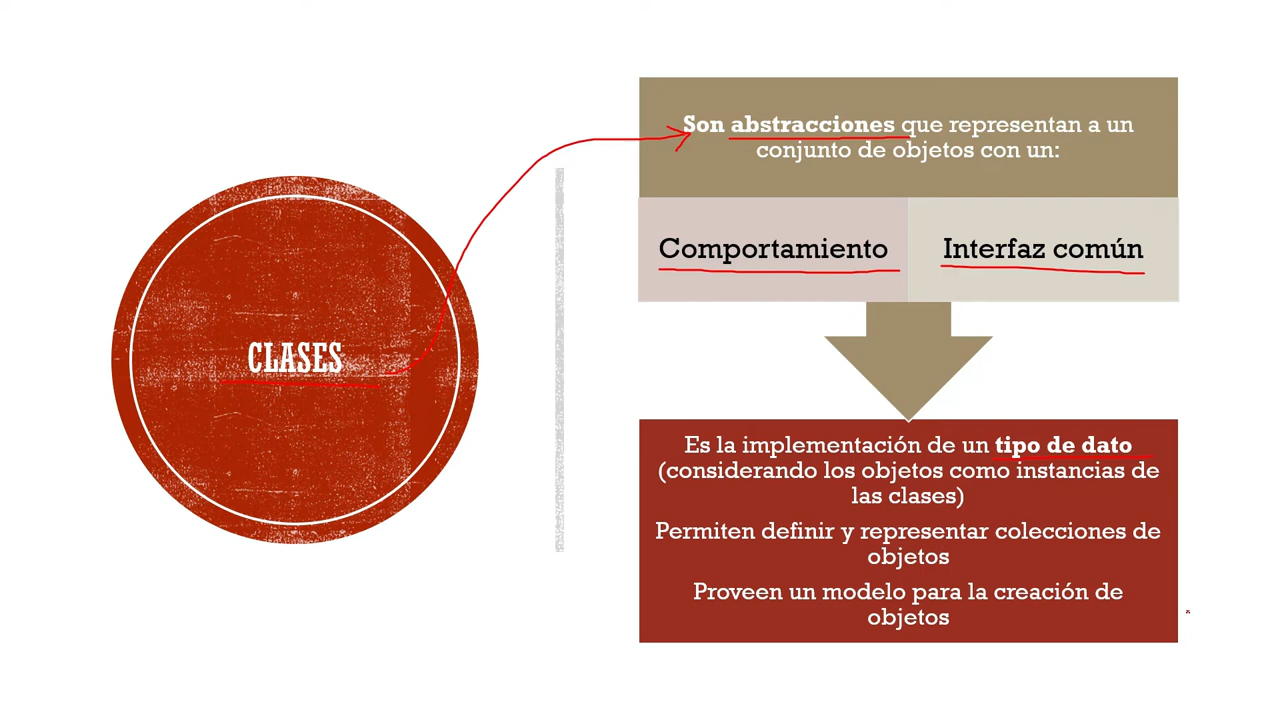 CLASES
Son abstracciones que representan a un
conjunto de objetos con un:
Comportamiento
Interfaz común
Es la implementación de un tipo de dato
(considerando los objetos como instancias de
las clases)
Permiten definir y representar colecciones de
objetos
Proveen un modelo para la creación de
objetos